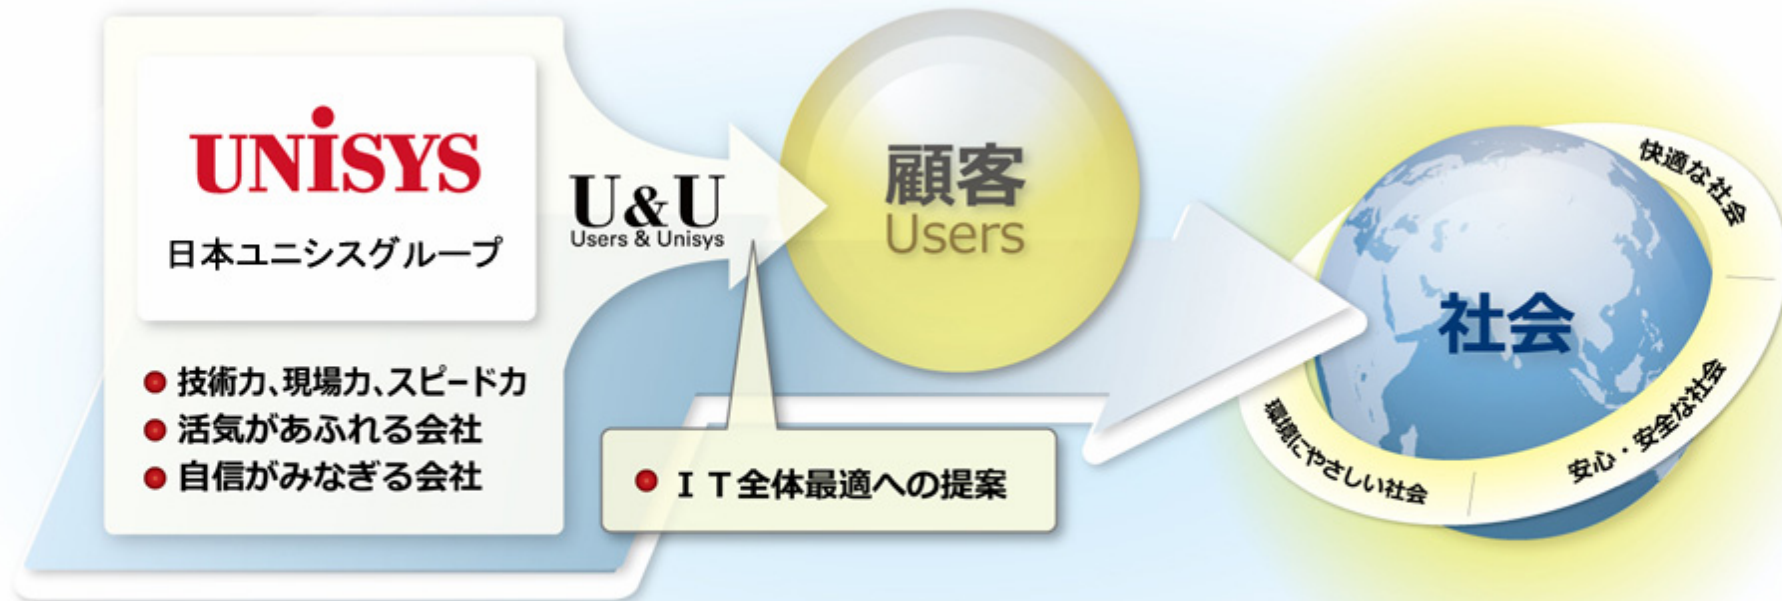 UNiSYS
日本ユニシスグループ
技術力、現場力、スピード力
活気があふれる会社
自信がみなぎる会社
U&U
Users & Unisys
IT全体最適への提案
顧客
Users
社会
快適な社会
安心・安全な社会
環境にやさしい社会